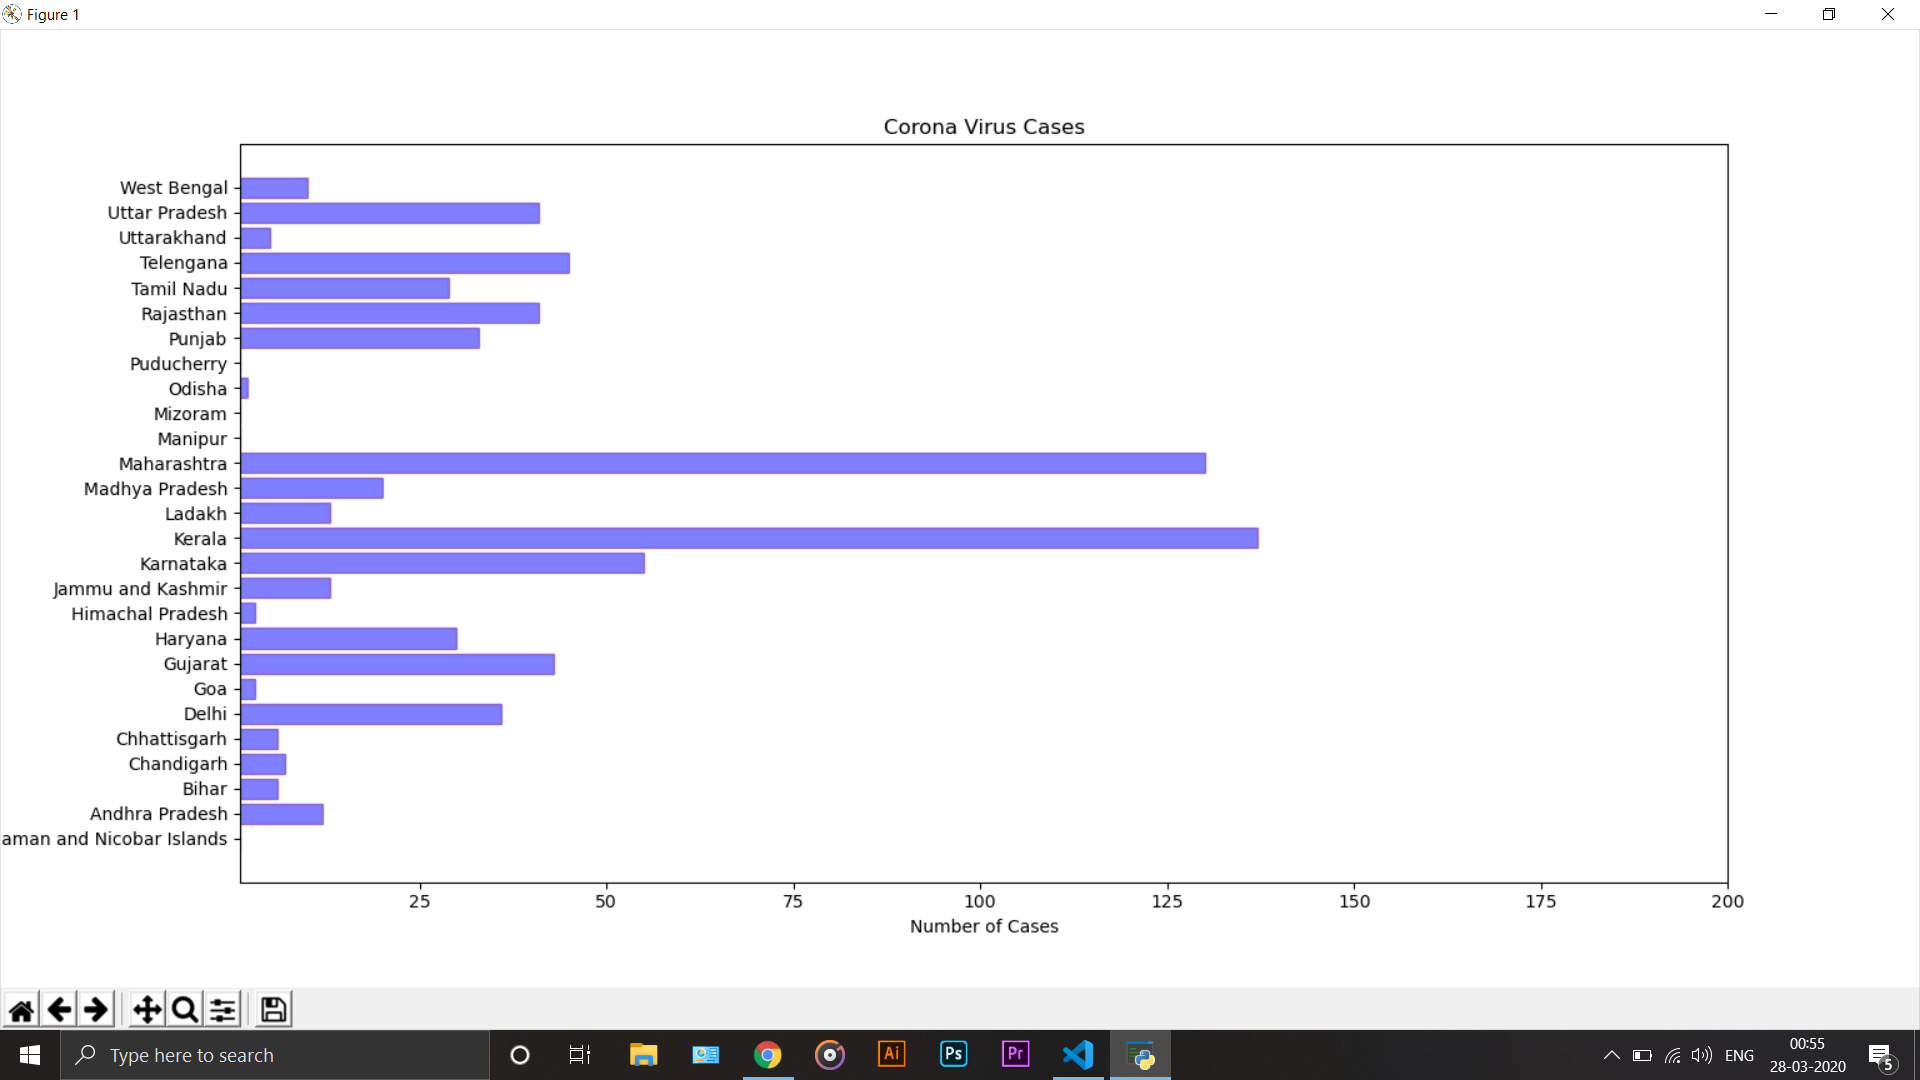 Figure 1
Corona Virus Cases
West Bengal
Uttar Pradesh
Uttarakhand
Telengana
Tamil Nadu
Rajasthan
Punjab
Puducherry
Odisha
Mizoram
Manipur
Maharashtra
Madhya Pradesh
Ladakh
Kerala
Karnataka
Jammu and Kashmir
Himachal Pradesh
Haryana
Gujarat
Goa
Delhi
Chhattisgarh
Chandigarh
Bihar
Andhra Pradesh
aman and Nicobar Islands
25 50 75 100 125 150 175 200
Number of Cases
Type here to search
Ai
Ps
Pr
ENG
00:55
28-03-2020
5